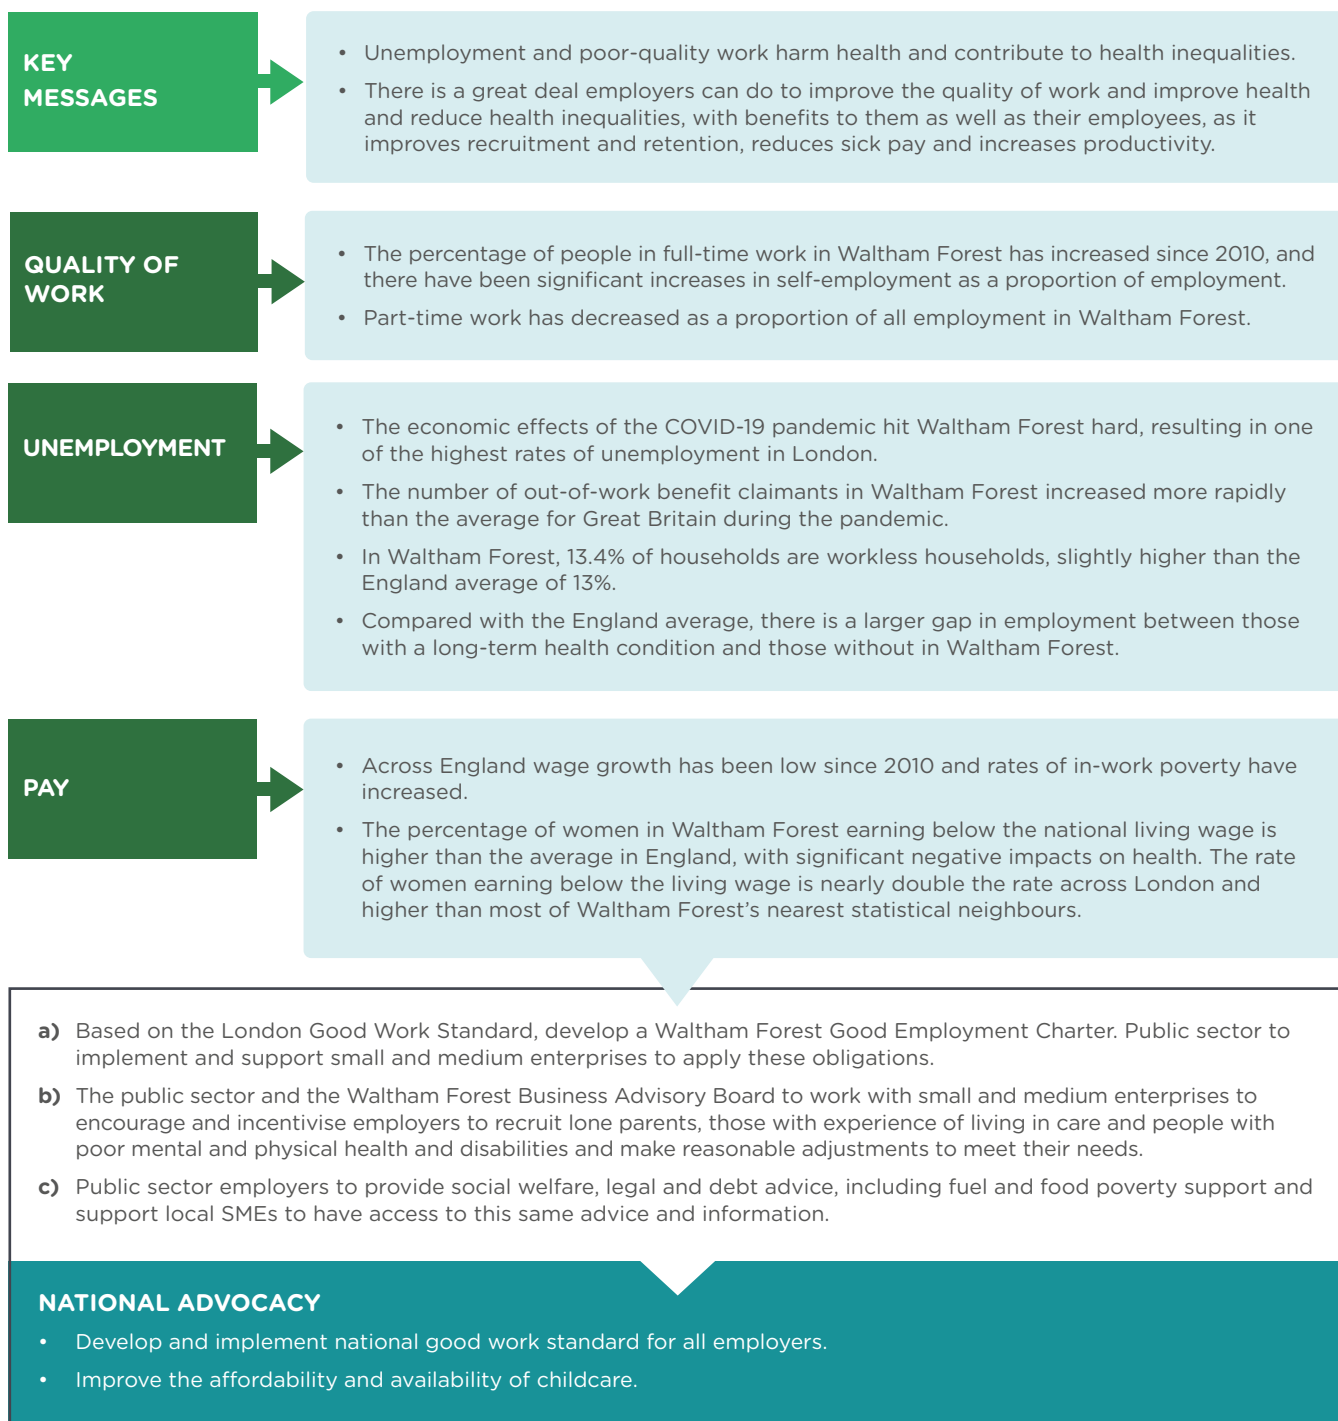 KEY
MESSAGES
• Unemployment and poor-quality work harm health and contribute to health inequalities.
• There is a great deal employers can do to improve the quality of work and improve health
and reduce health inequalities, with benefits to them as well as their employees, as it
improves recruitment and retention, reduces sick pay and increases productivity.
QUALITY OF
WORK
• The percentage of people in full-time work in Waltham Forest has increased since 2010, and
there have been significant increases in self-employment as a proportion of employment.
• Part-time work has decreased as a proportion of all employment in Waltham Forest.
UNEMPLOYMENT
• The economic effects of the COVID-19 pandemic hit Waltham Forest hard, resulting in one
of the highest rates of unemployment in London.
• The number of out-of-work benefit claimants in Waltham Forest increased more rapidly
than the average for Great Britain during the pandemic.
• In Waltham Forest, 13.4% of households are workless households, slightly higher than the
England average of 13%.
• Compared with the England average, there is a larger gap in employment between those
with a long-term health condition and those without in Waltham Forest.
PAY
• Across England wage growth has been low since 2010 and rates of in-work poverty have
increased.
• The percentage of women in Waltham Forest earning below the national living wage is
higher than the average in England, with significant negative impacts on health. The rate
of women earning below the living wage is nearly double the rate across London and
higher than most of Waltham Forest's nearest statistical neighbours.
a) Based on the London Good Work Standard, develop a Waltham Forest Good Employment Charter. Public sector to
implement and support small and medium enterprises to apply these obligations.
b) The public sector and the Waltham Forest Business Advisory Board to work with small and medium enterprises to
encourage and incentivise employers to recruit lone parents, those with experience of living in care and people with
poor mental and physical health and disabilities and make reasonable adjustments to meet their needs.
c) Public sector employers to provide social welfare, legal and debt advice, including fuel and food poverty support and
support local SMEs to have access to this same advice and information.
NATIONAL ADVOCACY
• Develop and implement national good work standard for all employers.
• Improve the affordability and availability of childcare.